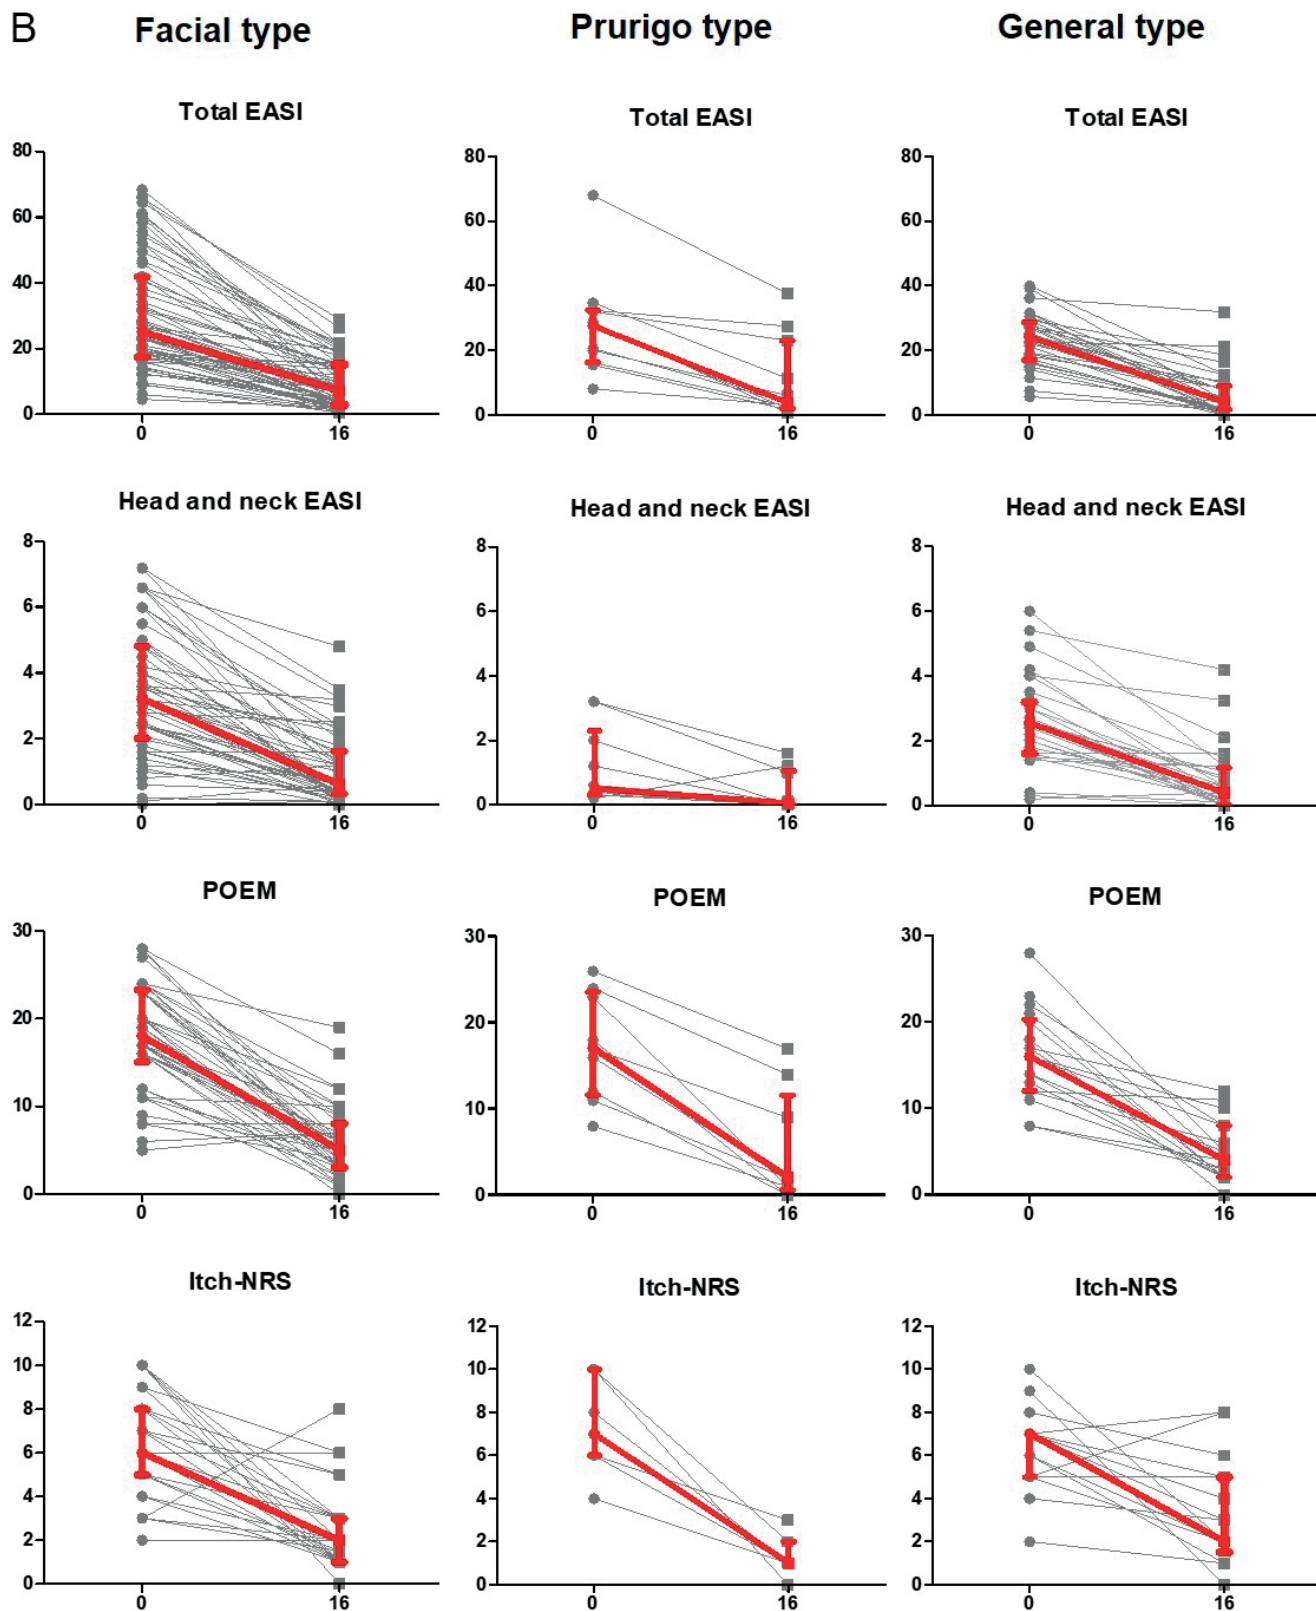 B Facial type Prurigo type General type
Total EASI Total EASI Total EASI
80 80 80
60 60 60
40 40 40
20 20 20
0 0 0
0 16 0 16 0 16
Head and neck EASI Head and neck EASI Head and neck EASI
8 8 8
6 6 6
4 4 4
2 2 2
0 0 0
0 16 0 16 0 16
POEM POEM POEM
30 30 30
20 20 20
10 10 10
0 0 0
0 16 0 16 0 16
Itch-NRS Itch-NRS Itch-NRS
12 12 12
10 10 10
8 8 8
6 6 6
4 4 4
2 2 2
0 0 0
0 16 0 16 0 16